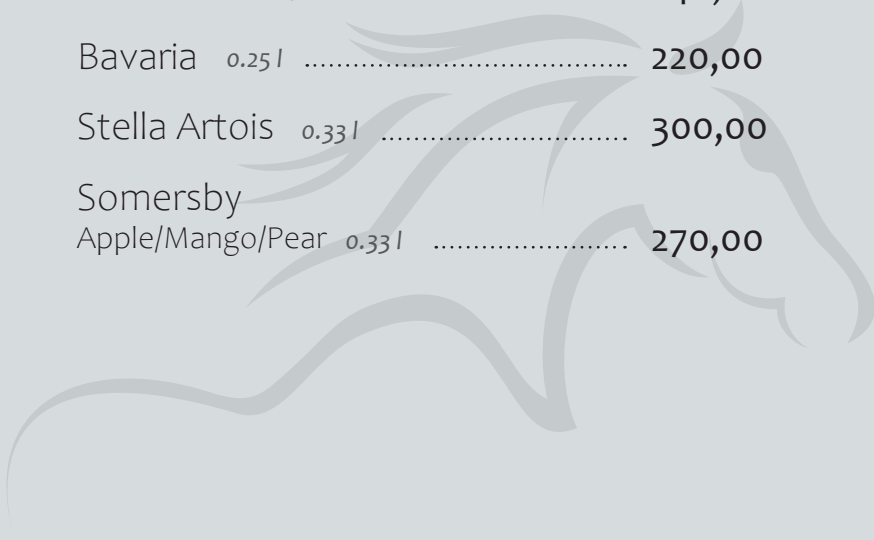 Bavaria 0.25 l ........................................ 220,00
Stella Artois 0.33 l .............................. 300,00
Somersby
Apple/Mango/Pear 0.33 l ........................ 270,00